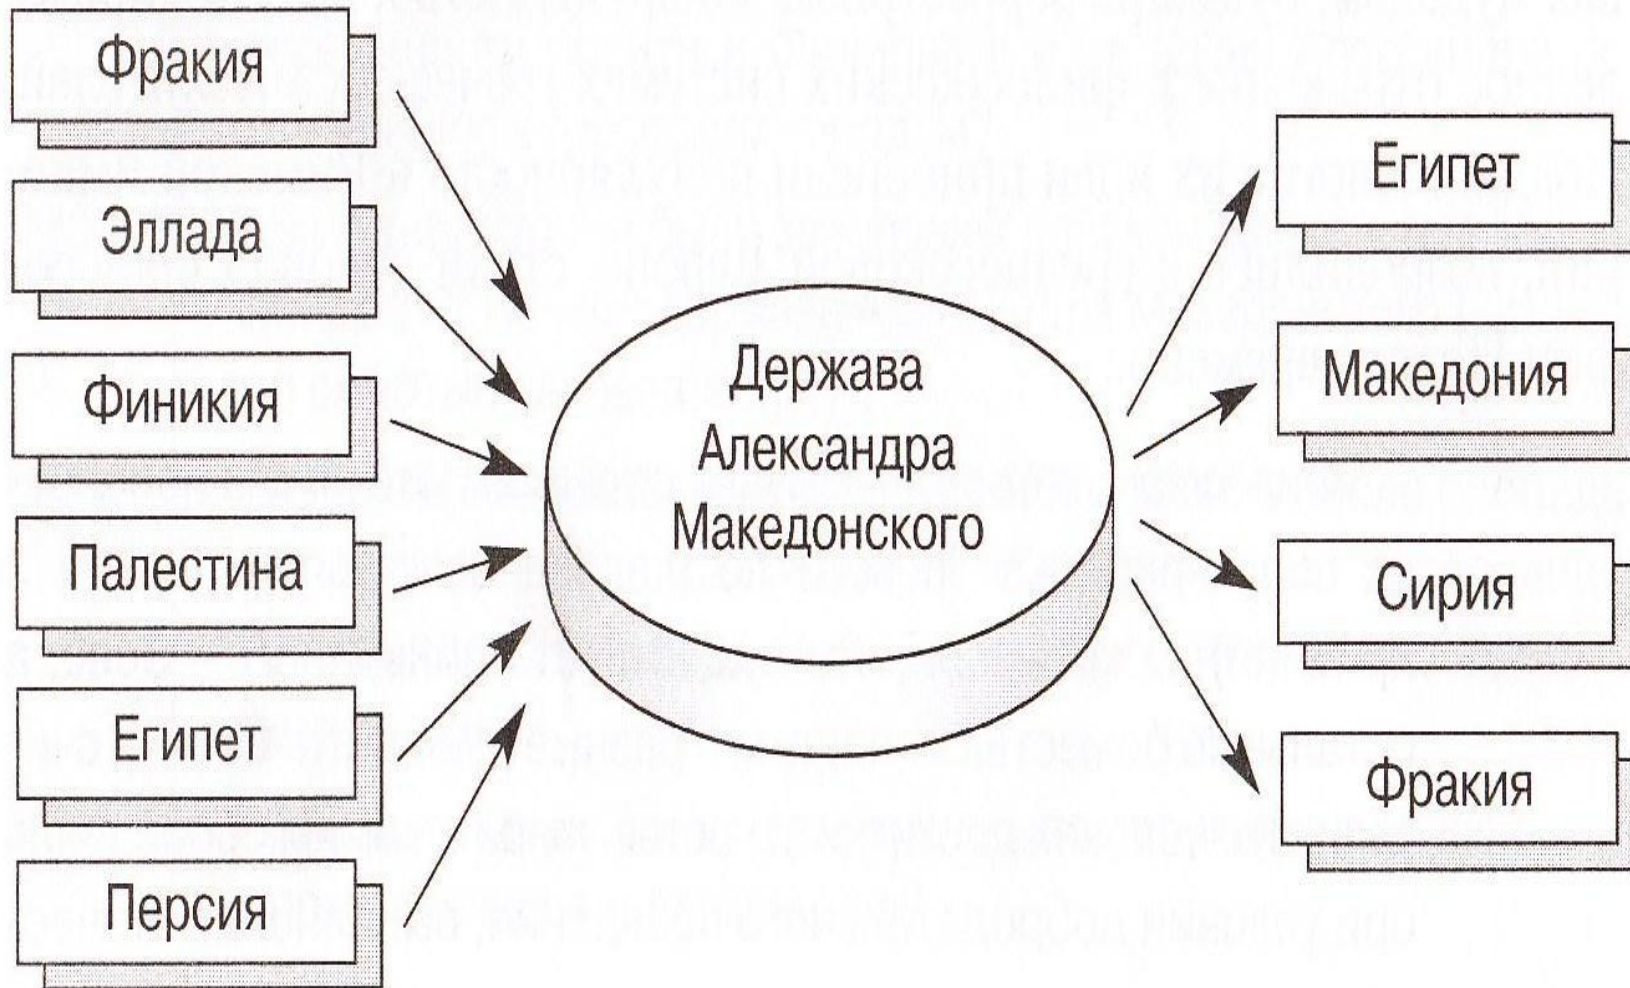 Фракия
Эллада
Финикия
Палестина
Египет
Персия
Держава
Александра
Македонского
Египет
Македония
Сирия
Фракия